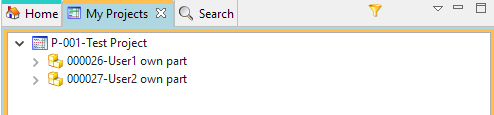 Home My Projects Search
P-001-Test Project
000026-User1 own part
000027-User2 own part